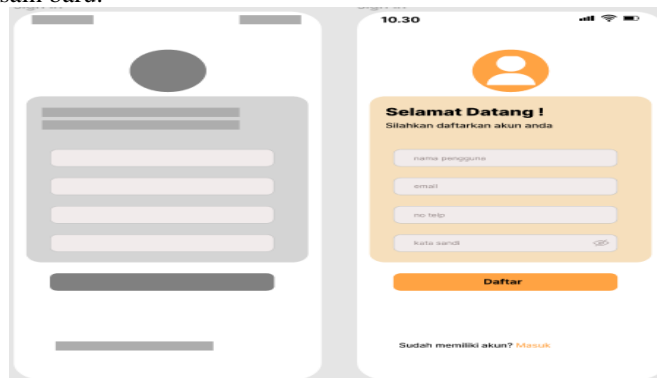 10.30
Selamat Datang !
Silahkan daftarkan akun anda
nama pengguna
email
no telp
kata sandi
Daftar
Sudah memiliki akun? Masuk